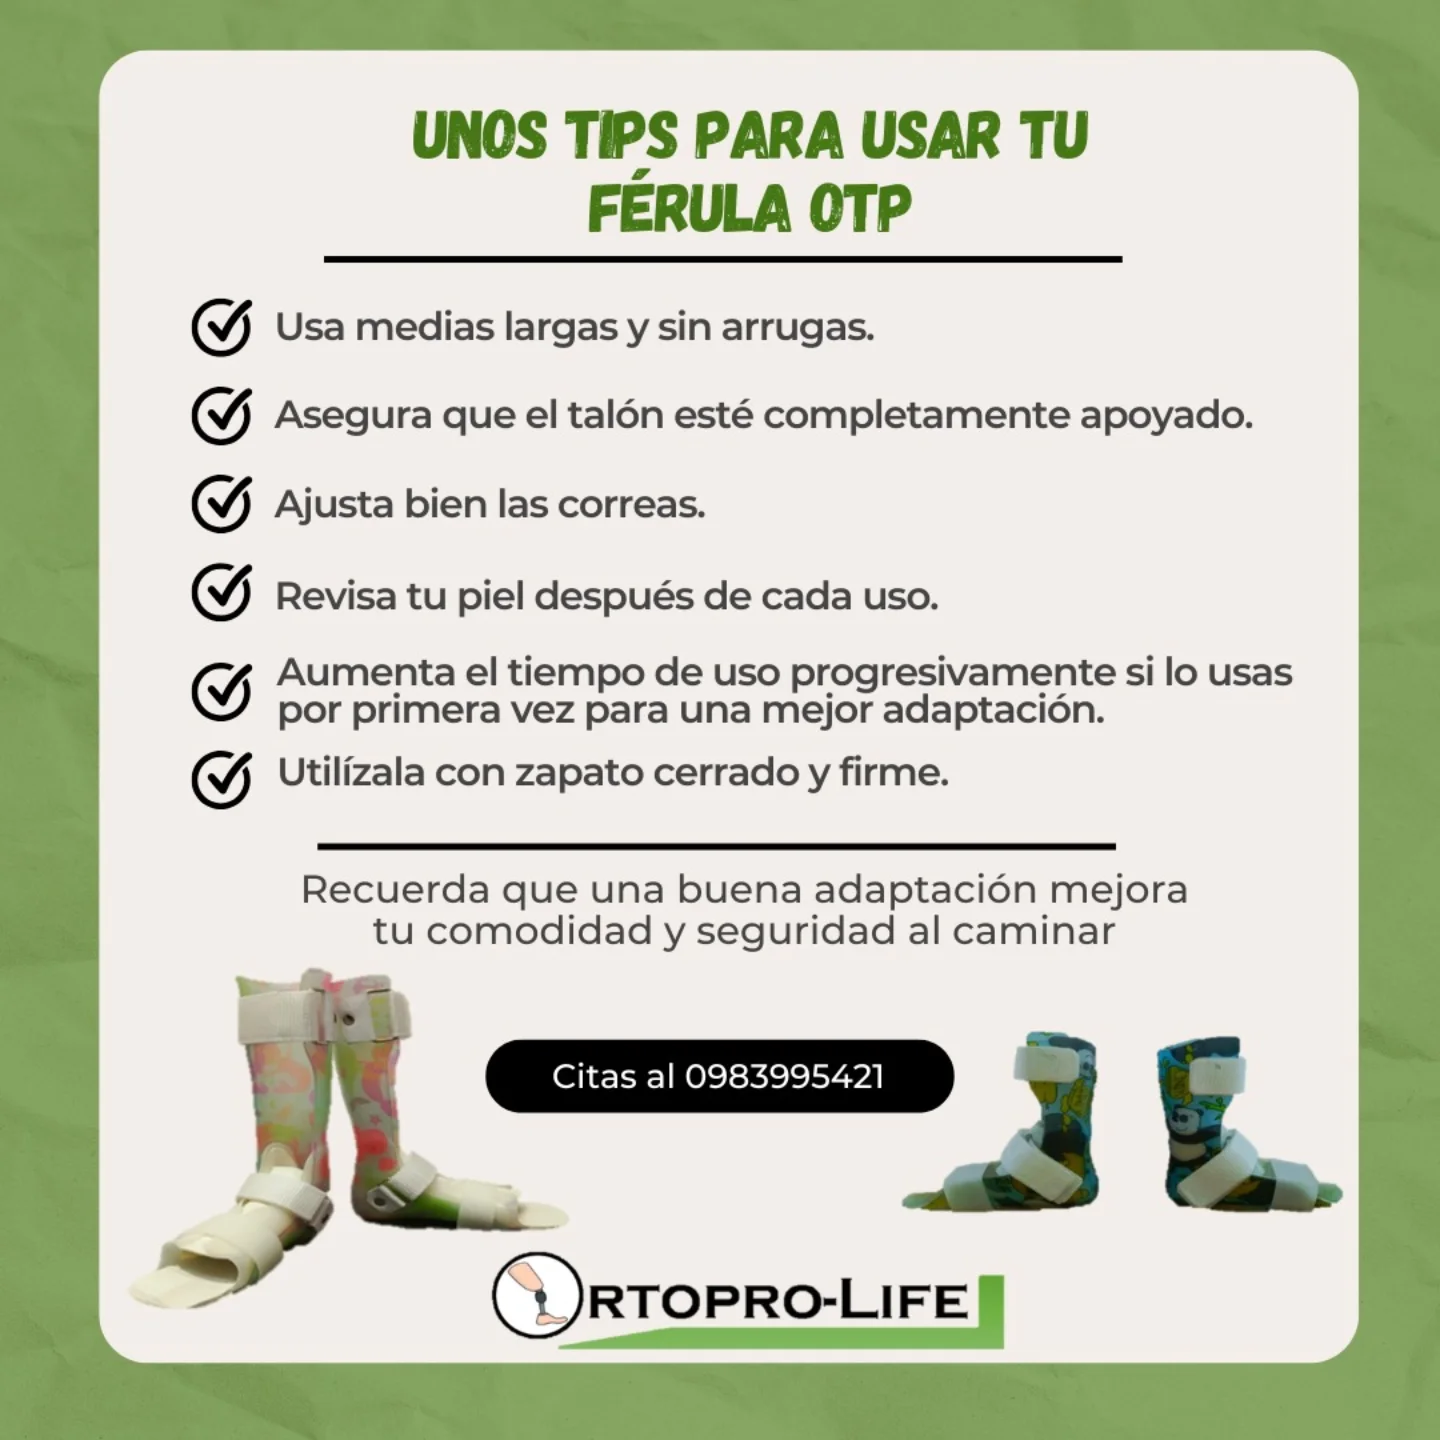 UNOS TIPS PARA USAR TU
FÉRULA OTP
Usa medias largas y sin arrugas.
Asegura que el talón esté completamente apoyado.
Ajusta bien las correas.
Revisa tu piel después de cada uso.
Aumenta el tiempo de uso progresivamente si lo usas
por primera vez para una mejor adaptación.
Utilízala con zapato cerrado y firme.
Recuerda que una buena adaptación mejora
tu comodidad y seguridad al caminar
Citas al 0983995421
ORTOPRO-LIFE